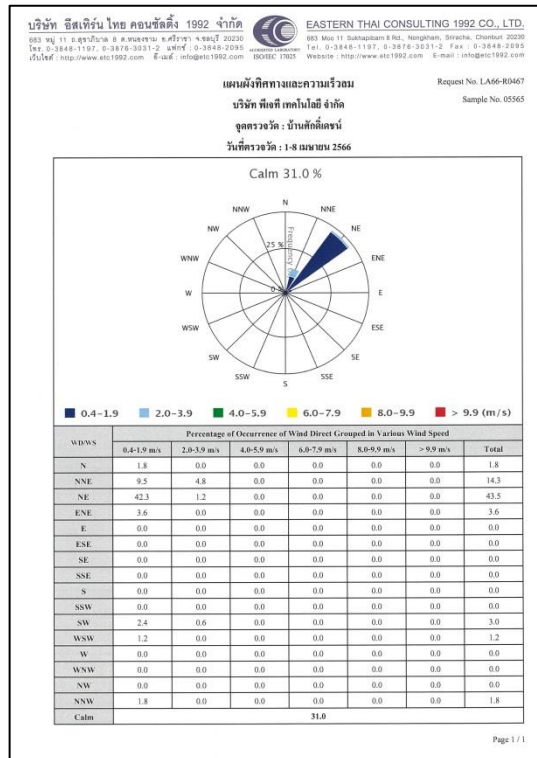 บริษัท อีสเทิร์น ไทย คอนซัลติ้ง 1992 จำกัด
683 หมู่ 11 ถ.สุขาภิบาล 8 ต.หนองขาม อ.ศรีราชา จ.ชลบุรี 20230
โทร. 0-3848-1197, 0-3876-3031-2 แฟกซ์ : 0-3848-2095
เว็บไซต์ : http://www.etc1992.com อี-เมล์ : info@etc1992.com
ACCREDITED LABORATORY
ISO/IEC 17025
EASTERN THAI CONSULTING 1992 CO., LTD.
683 Moo 11 Sukhapibarn 8 Rd., Nongkham, Sriracha, Chonburi 20230
Tel. 0-3848-1197, 0-3876-3031-2 Fax : 0-3848-2095
Website : http://www.etc1992.com E-mail : info@etc1992.com
แผนผังทิศทางและความเร็วลม
Request No. LA66-R0467
บริษัท พีเจที เทคโนโลยี จำกัด
Sample No. 05565
จุดตรวจวัด : บ้านศักดิ์เดชน์
วันที่ตรวจวัด : 1-8 เมษายน 2566
Calm 31.0 %
N
NNW NNE
NW NE
WNW ENE
W E
WSW ESE
SW SE
SSW SSE
S
Frequency
25 %
0 %
0.4-1.9 2.0-3.9 4.0-5.9 6.0-7.9 8.0-9.9 > 9.9 (m/s)
WD/WS Percentage of Occurrence of Wind Direct Grouped in Various Wind Speed
0.4-1.9 m/s 2.0-3.9 m/s 4.0-5.9 m/s 6.0-7.9 m/s 8.0-9.9 m/s > 9.9 m/s Total
N 1.8 0.0 0.0 0.0 0.0 0.0 1.8
NNE 9.5 4.8 0.0 0.0 0.0 0.0 14.3
NE 42.3 1.2 0.0 0.0 0.0 0.0 43.5
ENE 3.6 0.0 0.0 0.0 0.0 0.0 3.6
E 0.0 0.0 0.0 0.0 0.0 0.0 0.0
ESE 0.0 0.0 0.0 0.0 0.0 0.0 0.0
SE 0.0 0.0 0.0 0.0 0.0 0.0 0.0
SSE 0.0 0.0 0.0 0.0 0.0 0.0 0.0
S 0.0 0.0 0.0 0.0 0.0 0.0 0.0
SSW 0.0 0.0 0.0 0.0 0.0 0.0 0.0
SW 2.4 0.6 0.0 0.0 0.0 0.0 3.0
WSW 1.2 0.0 0.0 0.0 0.0 0.0 1.2
W 0.0 0.0 0.0 0.0 0.0 0.0 0.0
WNW 0.0 0.0 0.0 0.0 0.0 0.0 0.0
NW 0.0 0.0 0.0 0.0 0.0 0.0 0.0
NNW 1.8 0.0 0.0 0.0 0.0 0.0 1.8
Calm 31.0
Page 1 / 1